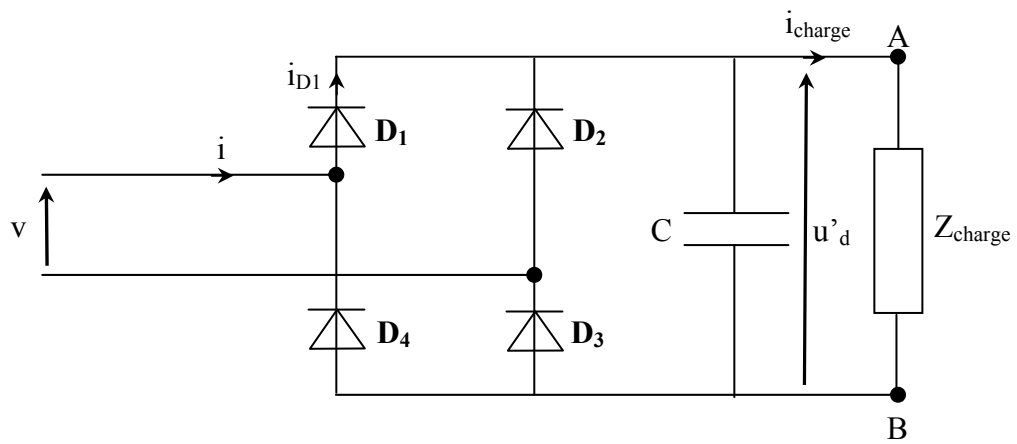 i_charge
A
i_D1
D₁
D₂
i
v
C
u’_d
Z_charge
D₄
D₃
B